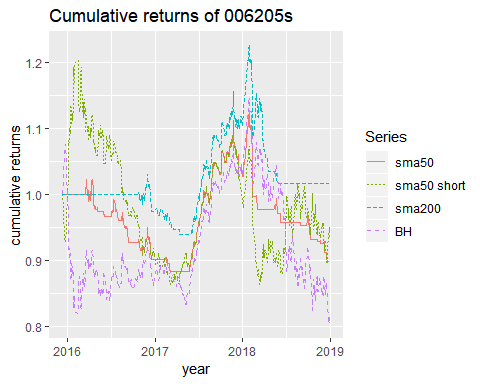 Cumulative returns of 006205s
cumulative returns
1.2
1.1
1.0
0.9
0.8
2016
2017
2018
2019
year
Series
sma50
sma50 short
sma200
BH